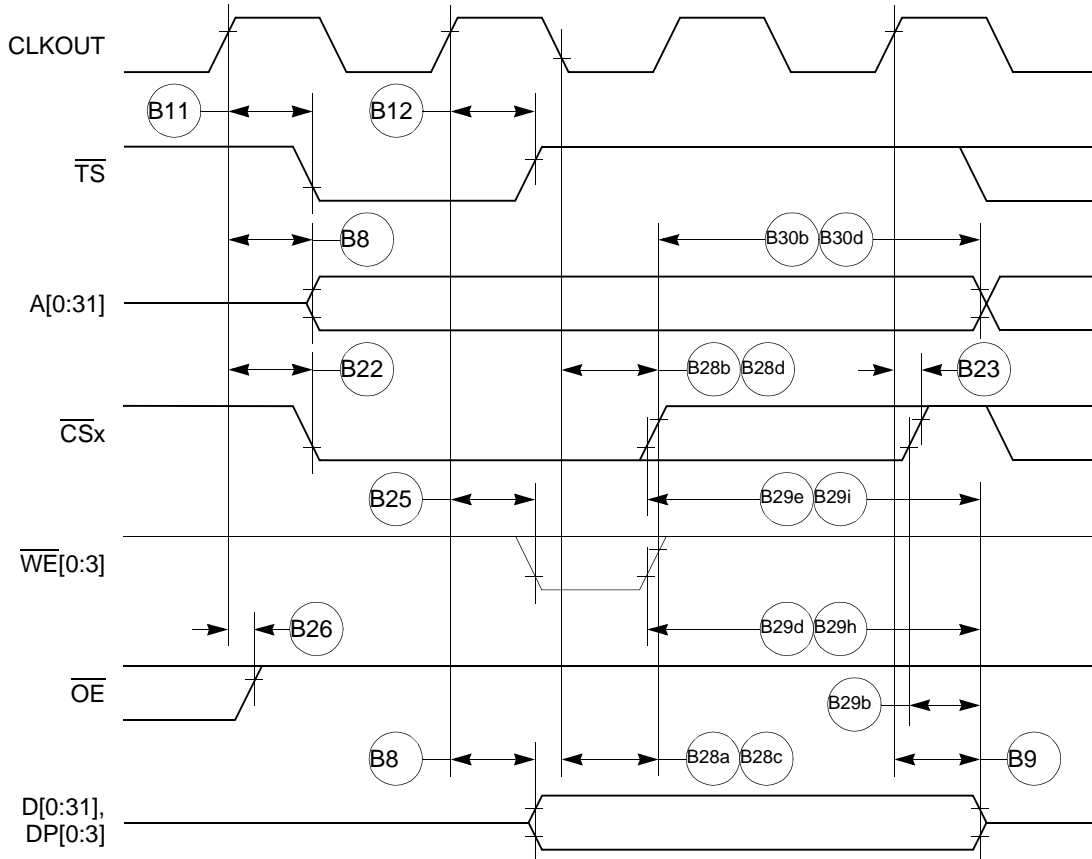 CLKOUT
B11
B12
TS
B8
B30b B30d
A[0:31]
B22
B28b B28d
B23
CSx
B25
B29e B29i
WE[0:3]
B26
B29d B29h
OE
B29b
B8
B28a B28c
B9
D[0:31],
DP[0:3]